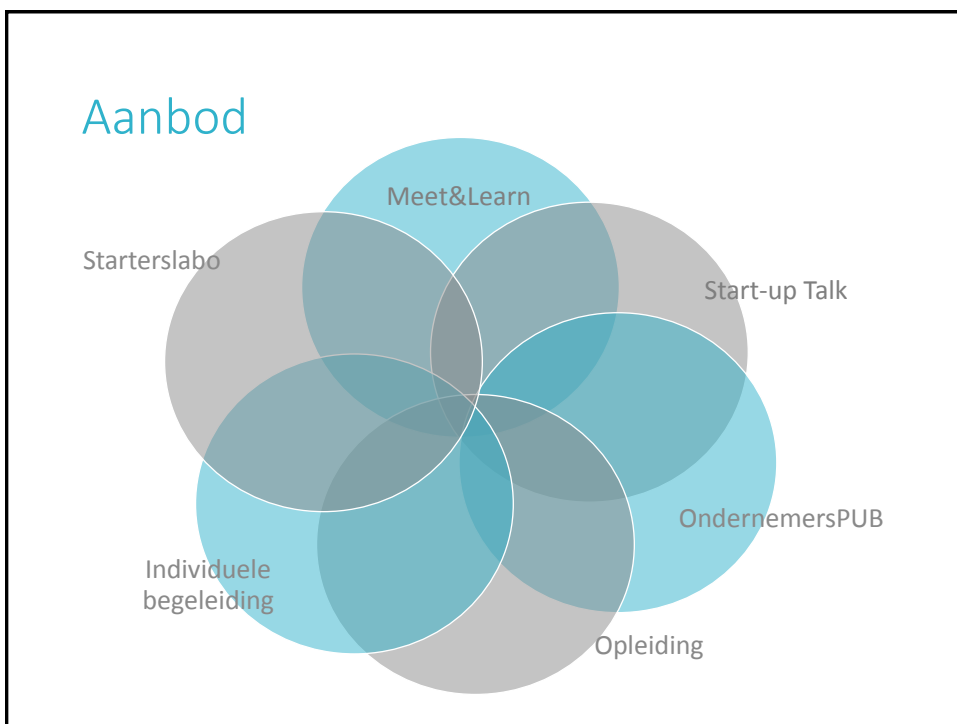 Aanbod
Meet&Learn
Starterslabo
Start-up Talk
OndernemersPUB
Individuele
begeleiding
Opleiding